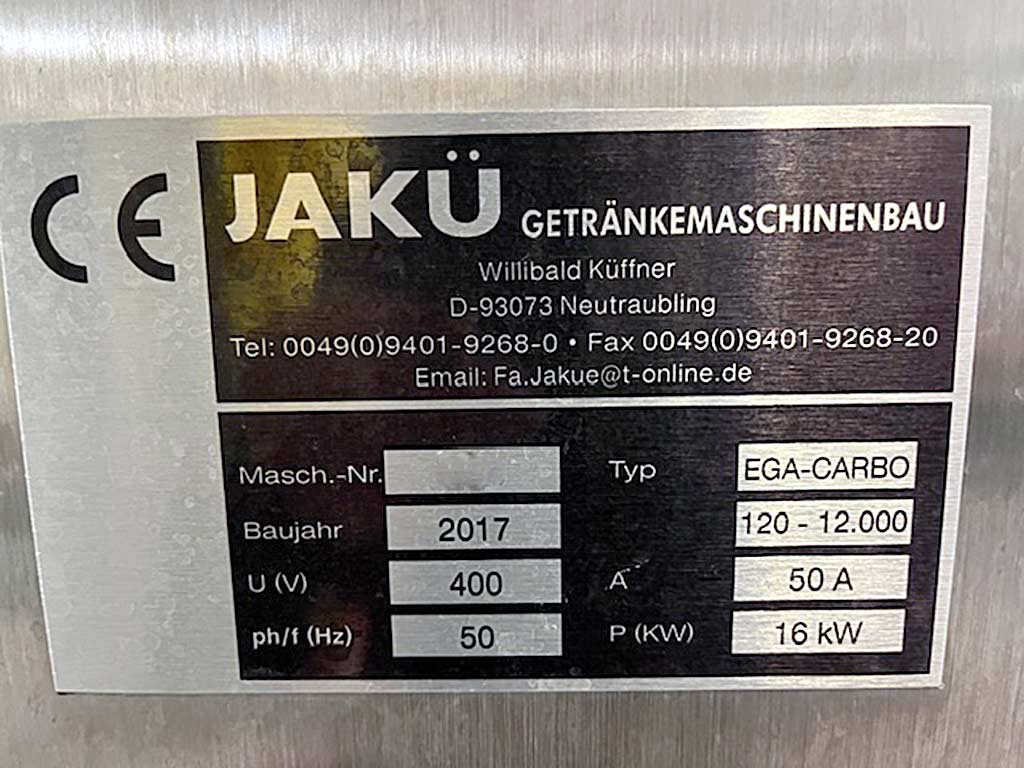 CE
JAKÜ GETRÄNKEMASCHINENBAU
Willibald Küffner
D-93073 Neutraubling
Tel: 0049(0)9401-9268-0 • Fax 0049(0)9401-9268-20
Email: Fa.Jakue@t-online.de
Masch.-Nr. Typ EGA-CARBO
Baujahr 2017 120 - 12.000
U (V) 400 A 50 A
ph/f (Hz) 50 P (KW) 16 kW